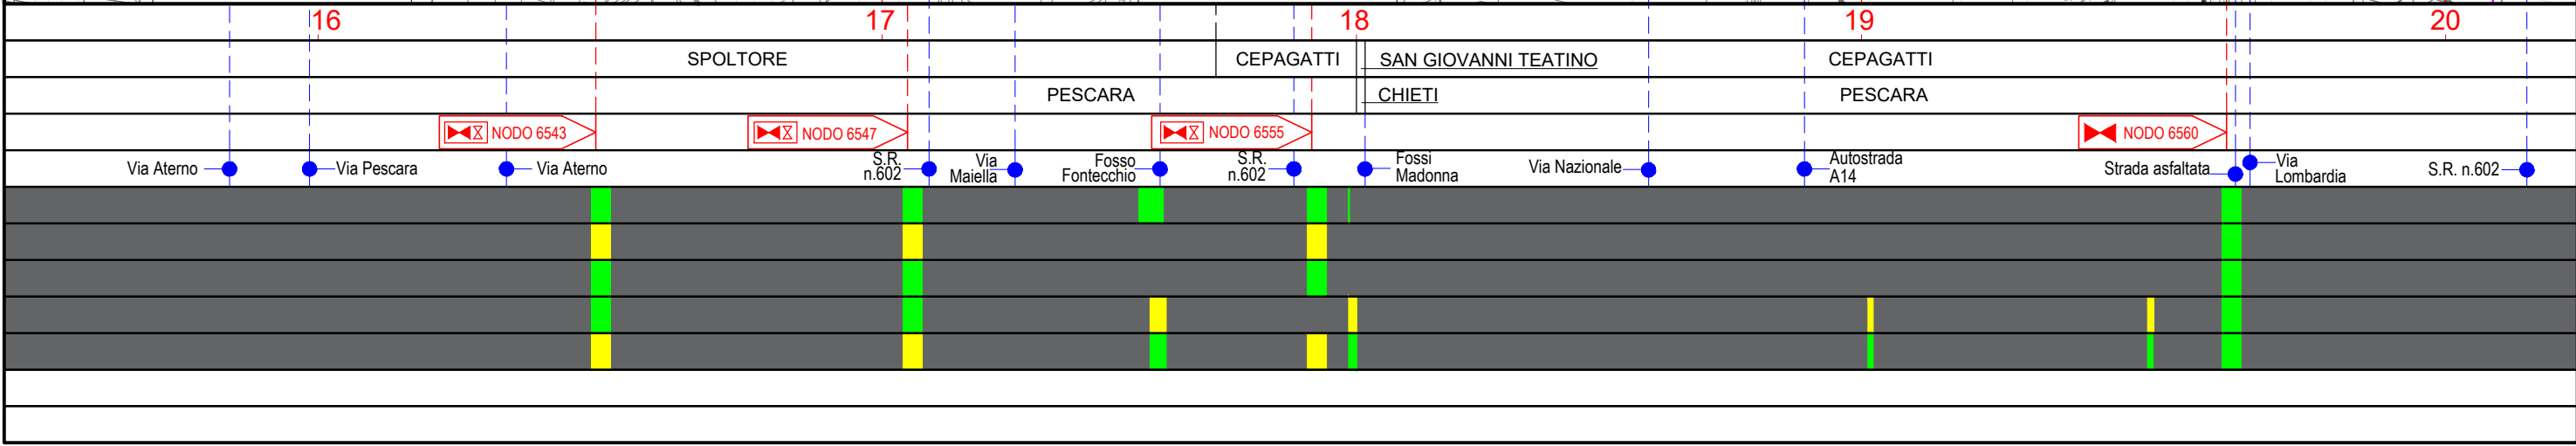 16 17 18 19 20
SPOLTORE CEPAGATTI SAN GIOVANNI TEATINO CEPAGATTI
PESCARA CHIETI PESCARA
NODO 6543 NODO 6547 NODO 6555 NODO 6560
Via Aterno
Via Pescara
Via Aterno
S.R.
n.602
Via
Maiella
Fosso
Fontecchio
S.R.
n.602
Fossi
Madonna
Via Nazionale
Autostrada
A14
Strada asfaltata
Via
Lombardia
S.R. n.602